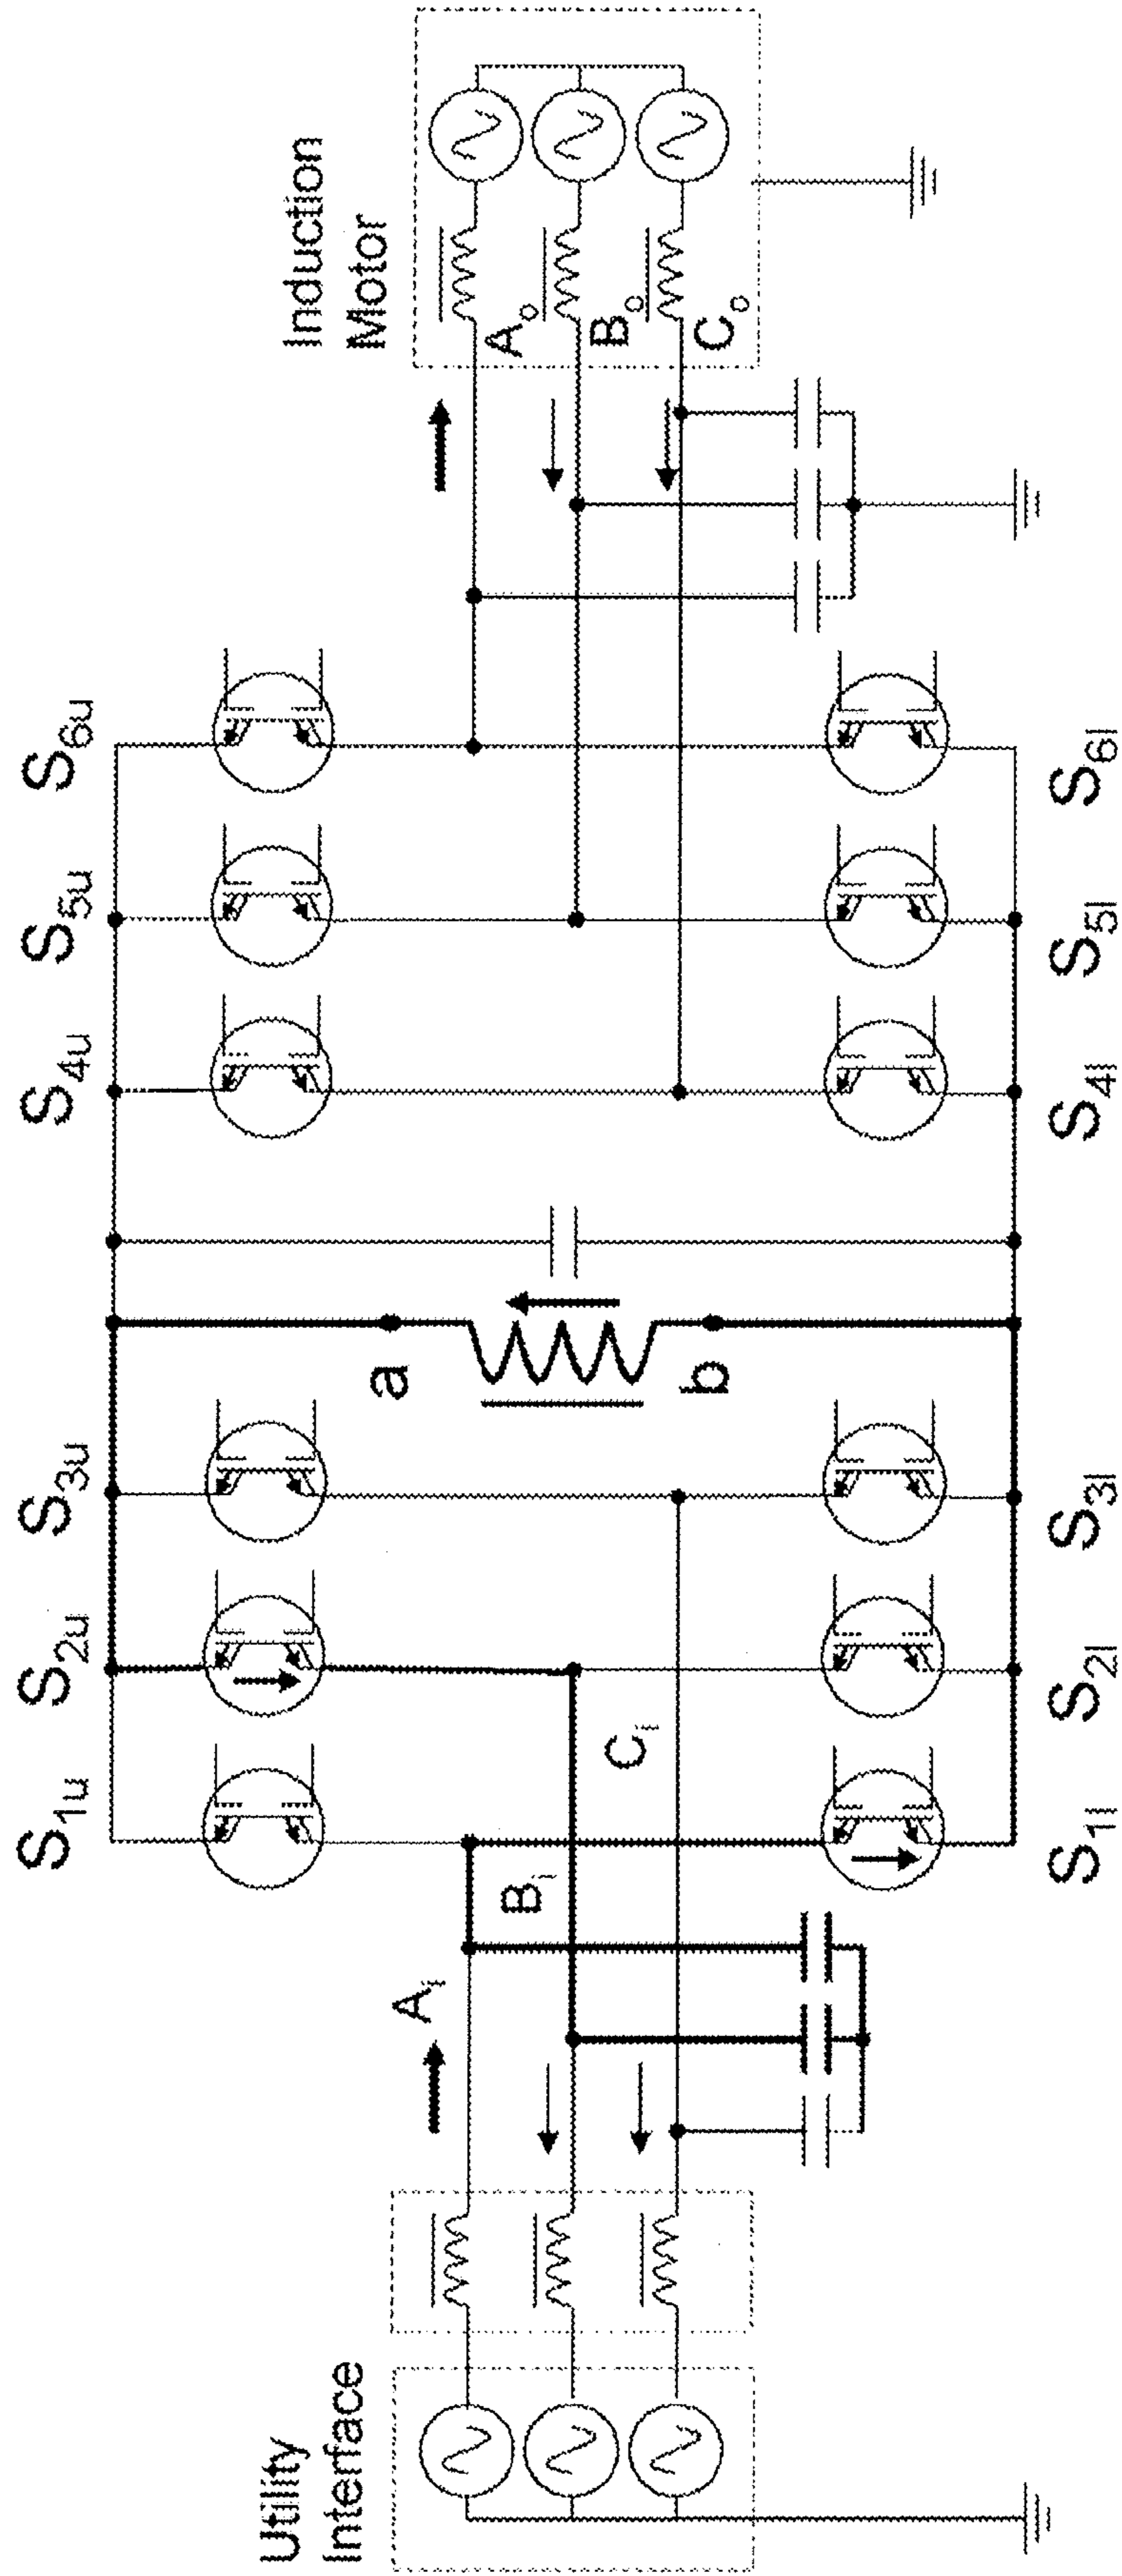 Utility
Interface
Induction
Motor
S1u
S2u
S3u
S4u
S5u
S6u
Ai
Bi
Ci
a
b
Ao
Bo
Co
S1l
S2l
S3l
S4l
S5l
S6l